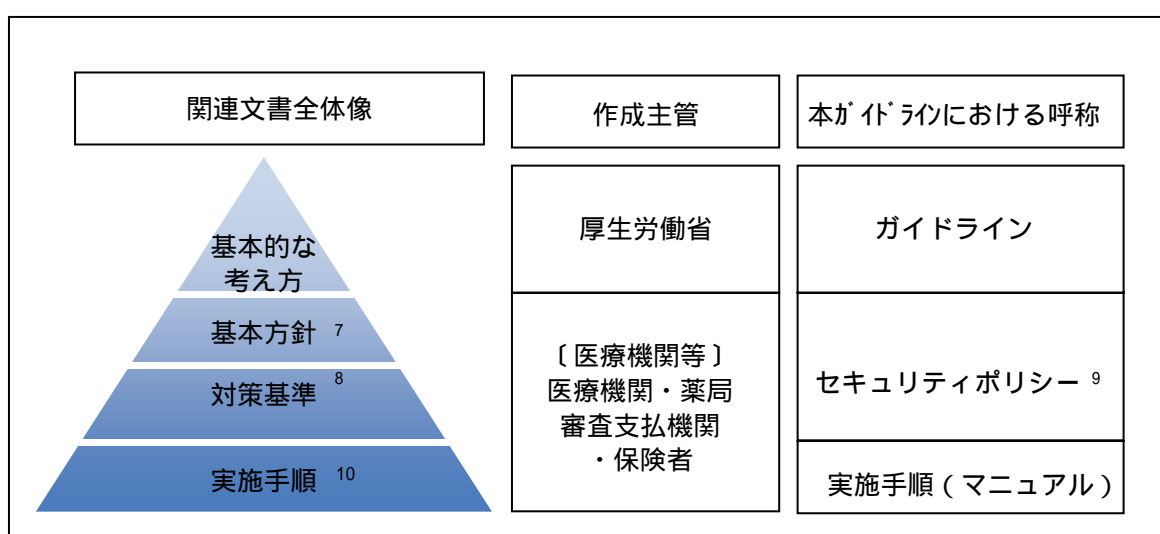 関連文書全体像
作成主管
本ｶﾞｲﾄﾞﾗｲﾝにおける呼称
基本的な
考え方
厚生労働省
ガイドライン
基本方針 7
対策基準 8
実施手順 10
〔医療機関等〕
医療機関・薬局
審査支払機関
・保険者
セキュリティポリシー 9
実施手順(マニュアル)